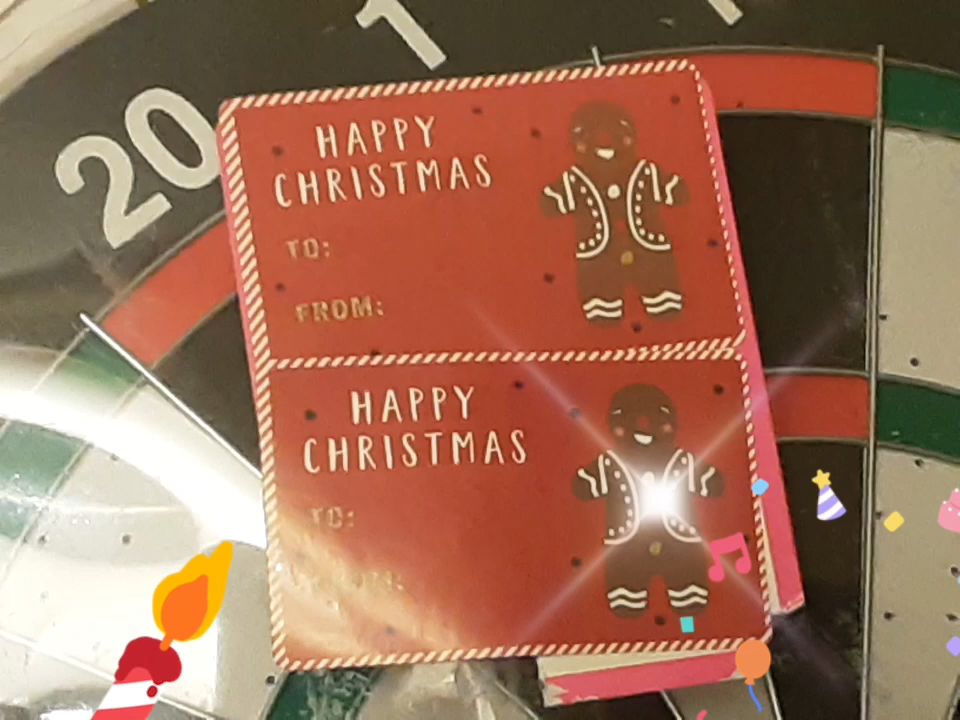 1
20
HAPPY
CHRISTMAS
TO:
FROM:
HAPPY
CHRISTMAS
TO: